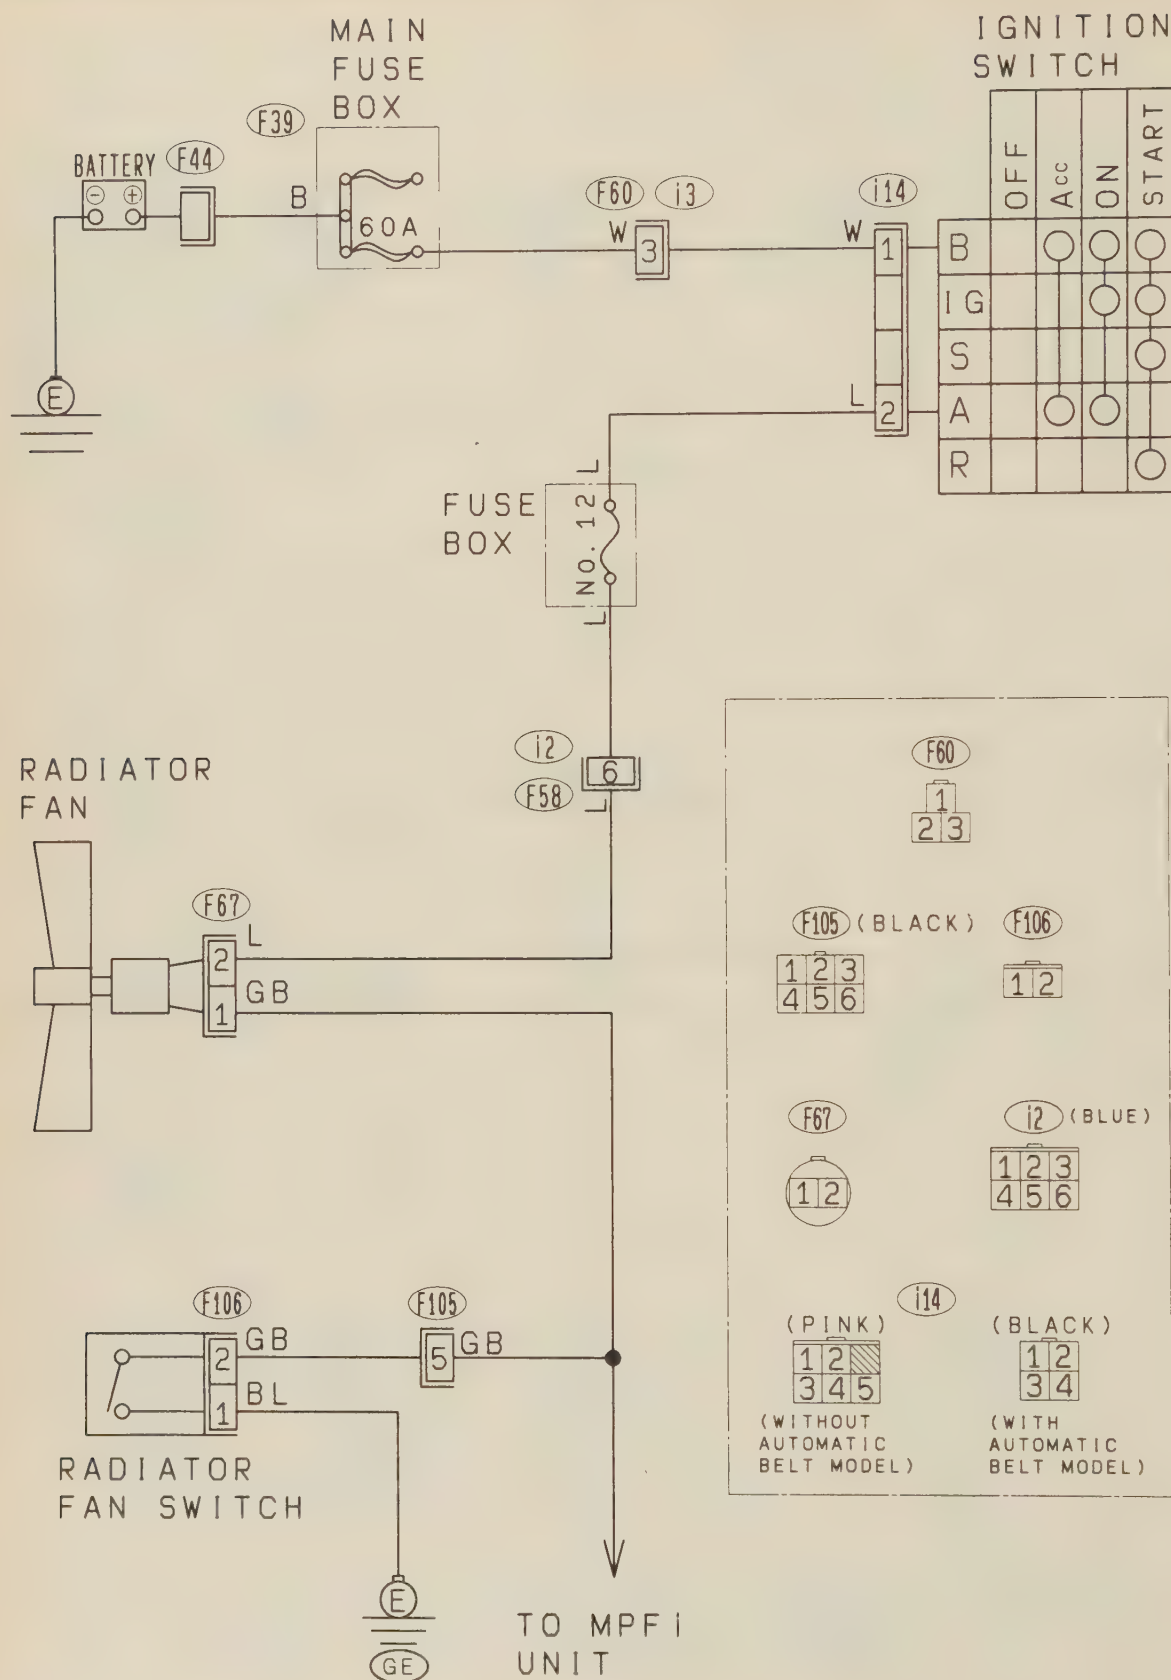 MAIN
FUSE
BOX
IGNITION
SWITCH
F39
BATTERY
F44
B
60A
F60
i3
W
3
W
i14
1
2
L
OFF
Acc
ON
START
B
IG
S
A
R
E
L
FUSE
BOX
NO. 12
L
i2
6
F58
L
RADIATOR
FAN
F67
L
2
GB
1
F60
1
2 3
F105 (BLACK)
1 2 3
4 5 6
F106
1 2
F67
1 2
i2 (BLUE)
1 2 3
4 5 6
i14
(PINK)
1 2
3 4 5
(WITHOUT
AUTOMATIC
BELT MODEL)
(BLACK)
1 2
3 4
(WITH
AUTOMATIC
BELT MODEL)
F106
2
GB
1
BL
F105
5
GB
RADIATOR
FAN SWITCH
E
GE
TO MPFI
UNIT